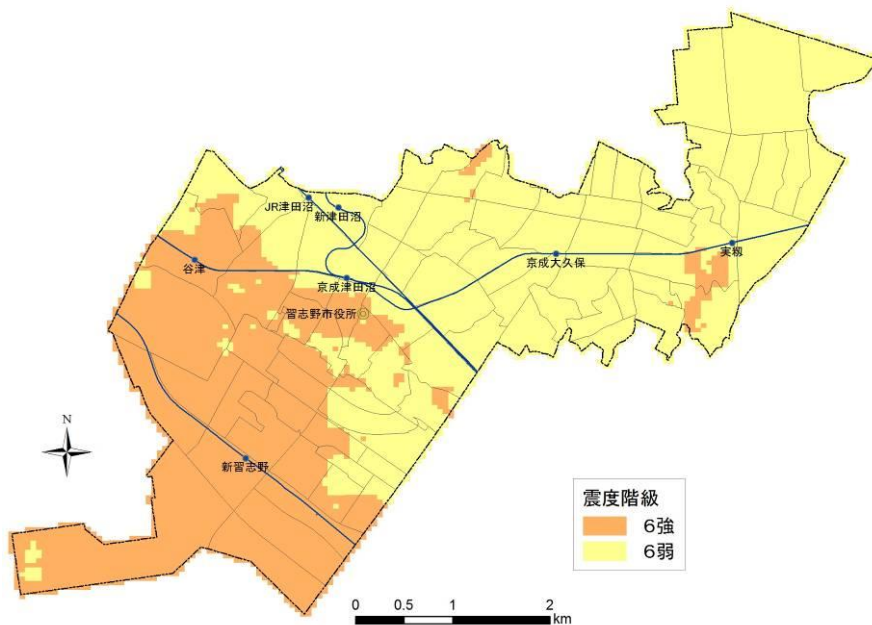 JR津田沼
新津田沼
谷津
京成津田沼
京成大久保
実籾
習志野市役所
新習志野
N
震度階級
６強
６弱
0 0.5 1 2
km